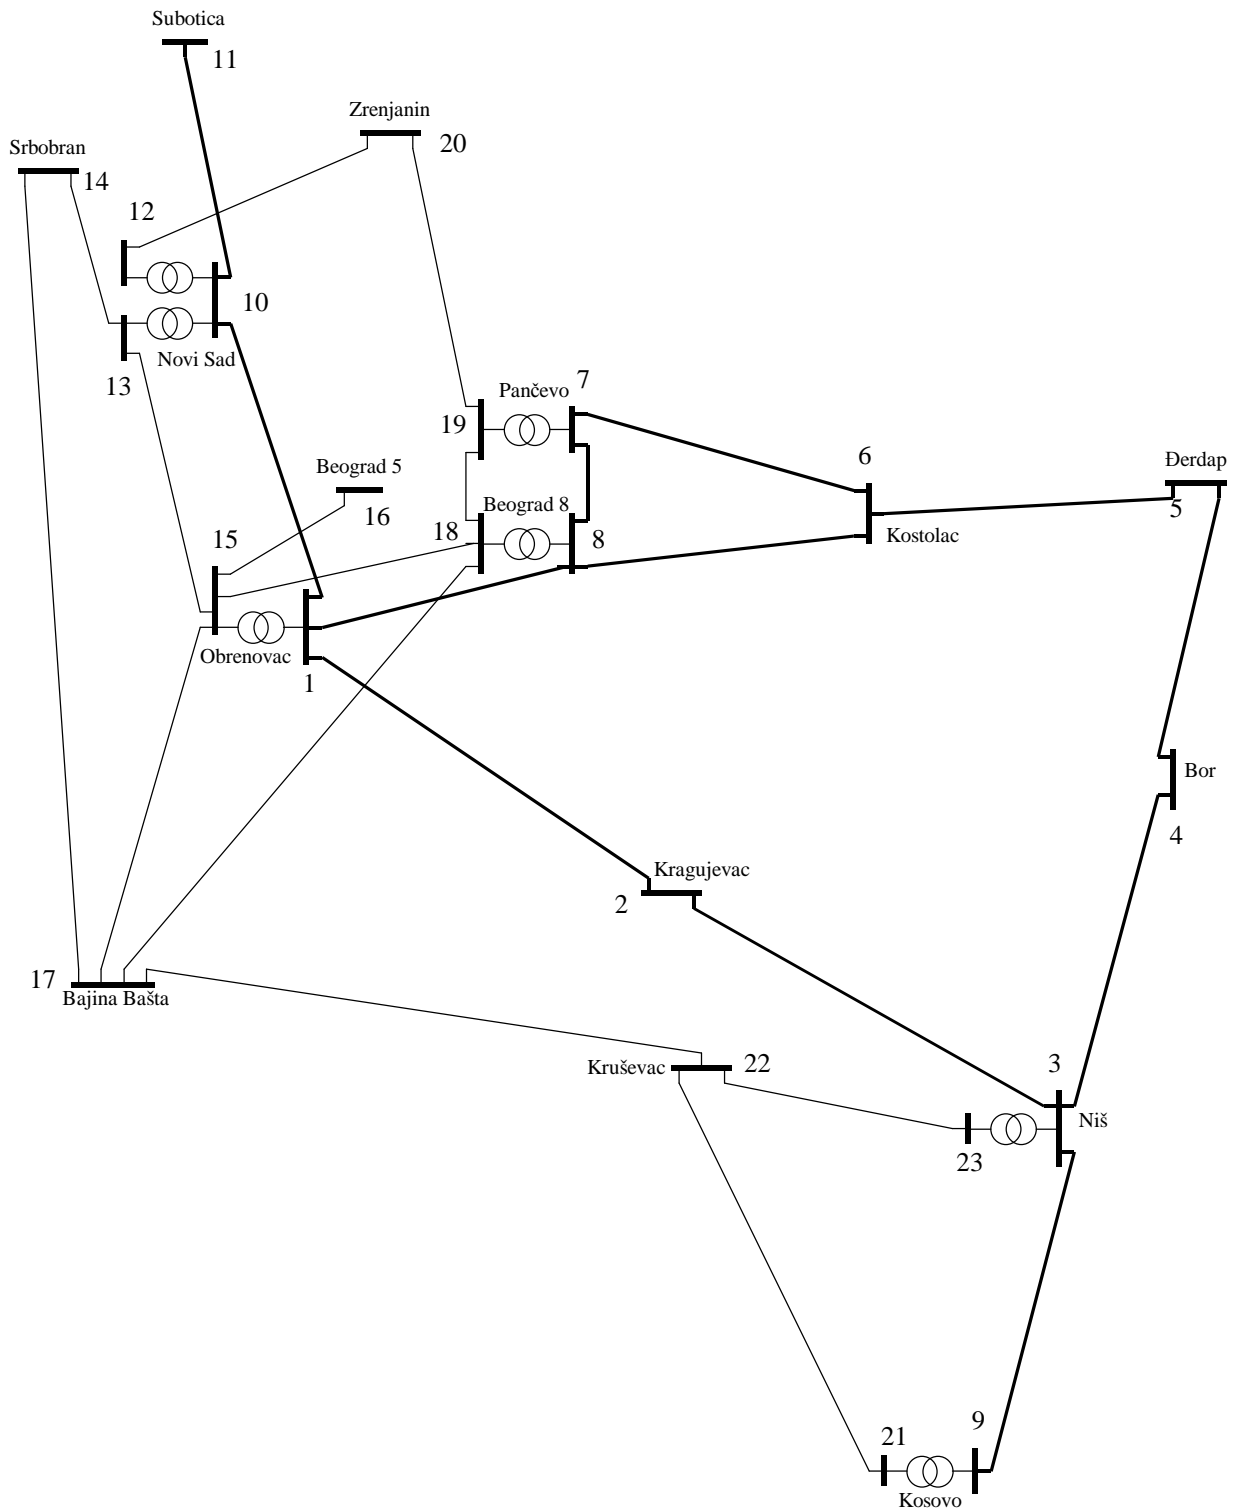 Subotica
11
Zrenjanin
20
Srbobran
14
12
10
Novi Sad
13
Pančevo
7
19
6
Đerdap
5
Beograd 5
16
Beograd 8
18
8
Kostolac
15
Obrenovac
1
Bor
4
Kragujevac
2
17
Bajina Bašta
Kruševac
22
3
Niš
23
21
9
Kosovo